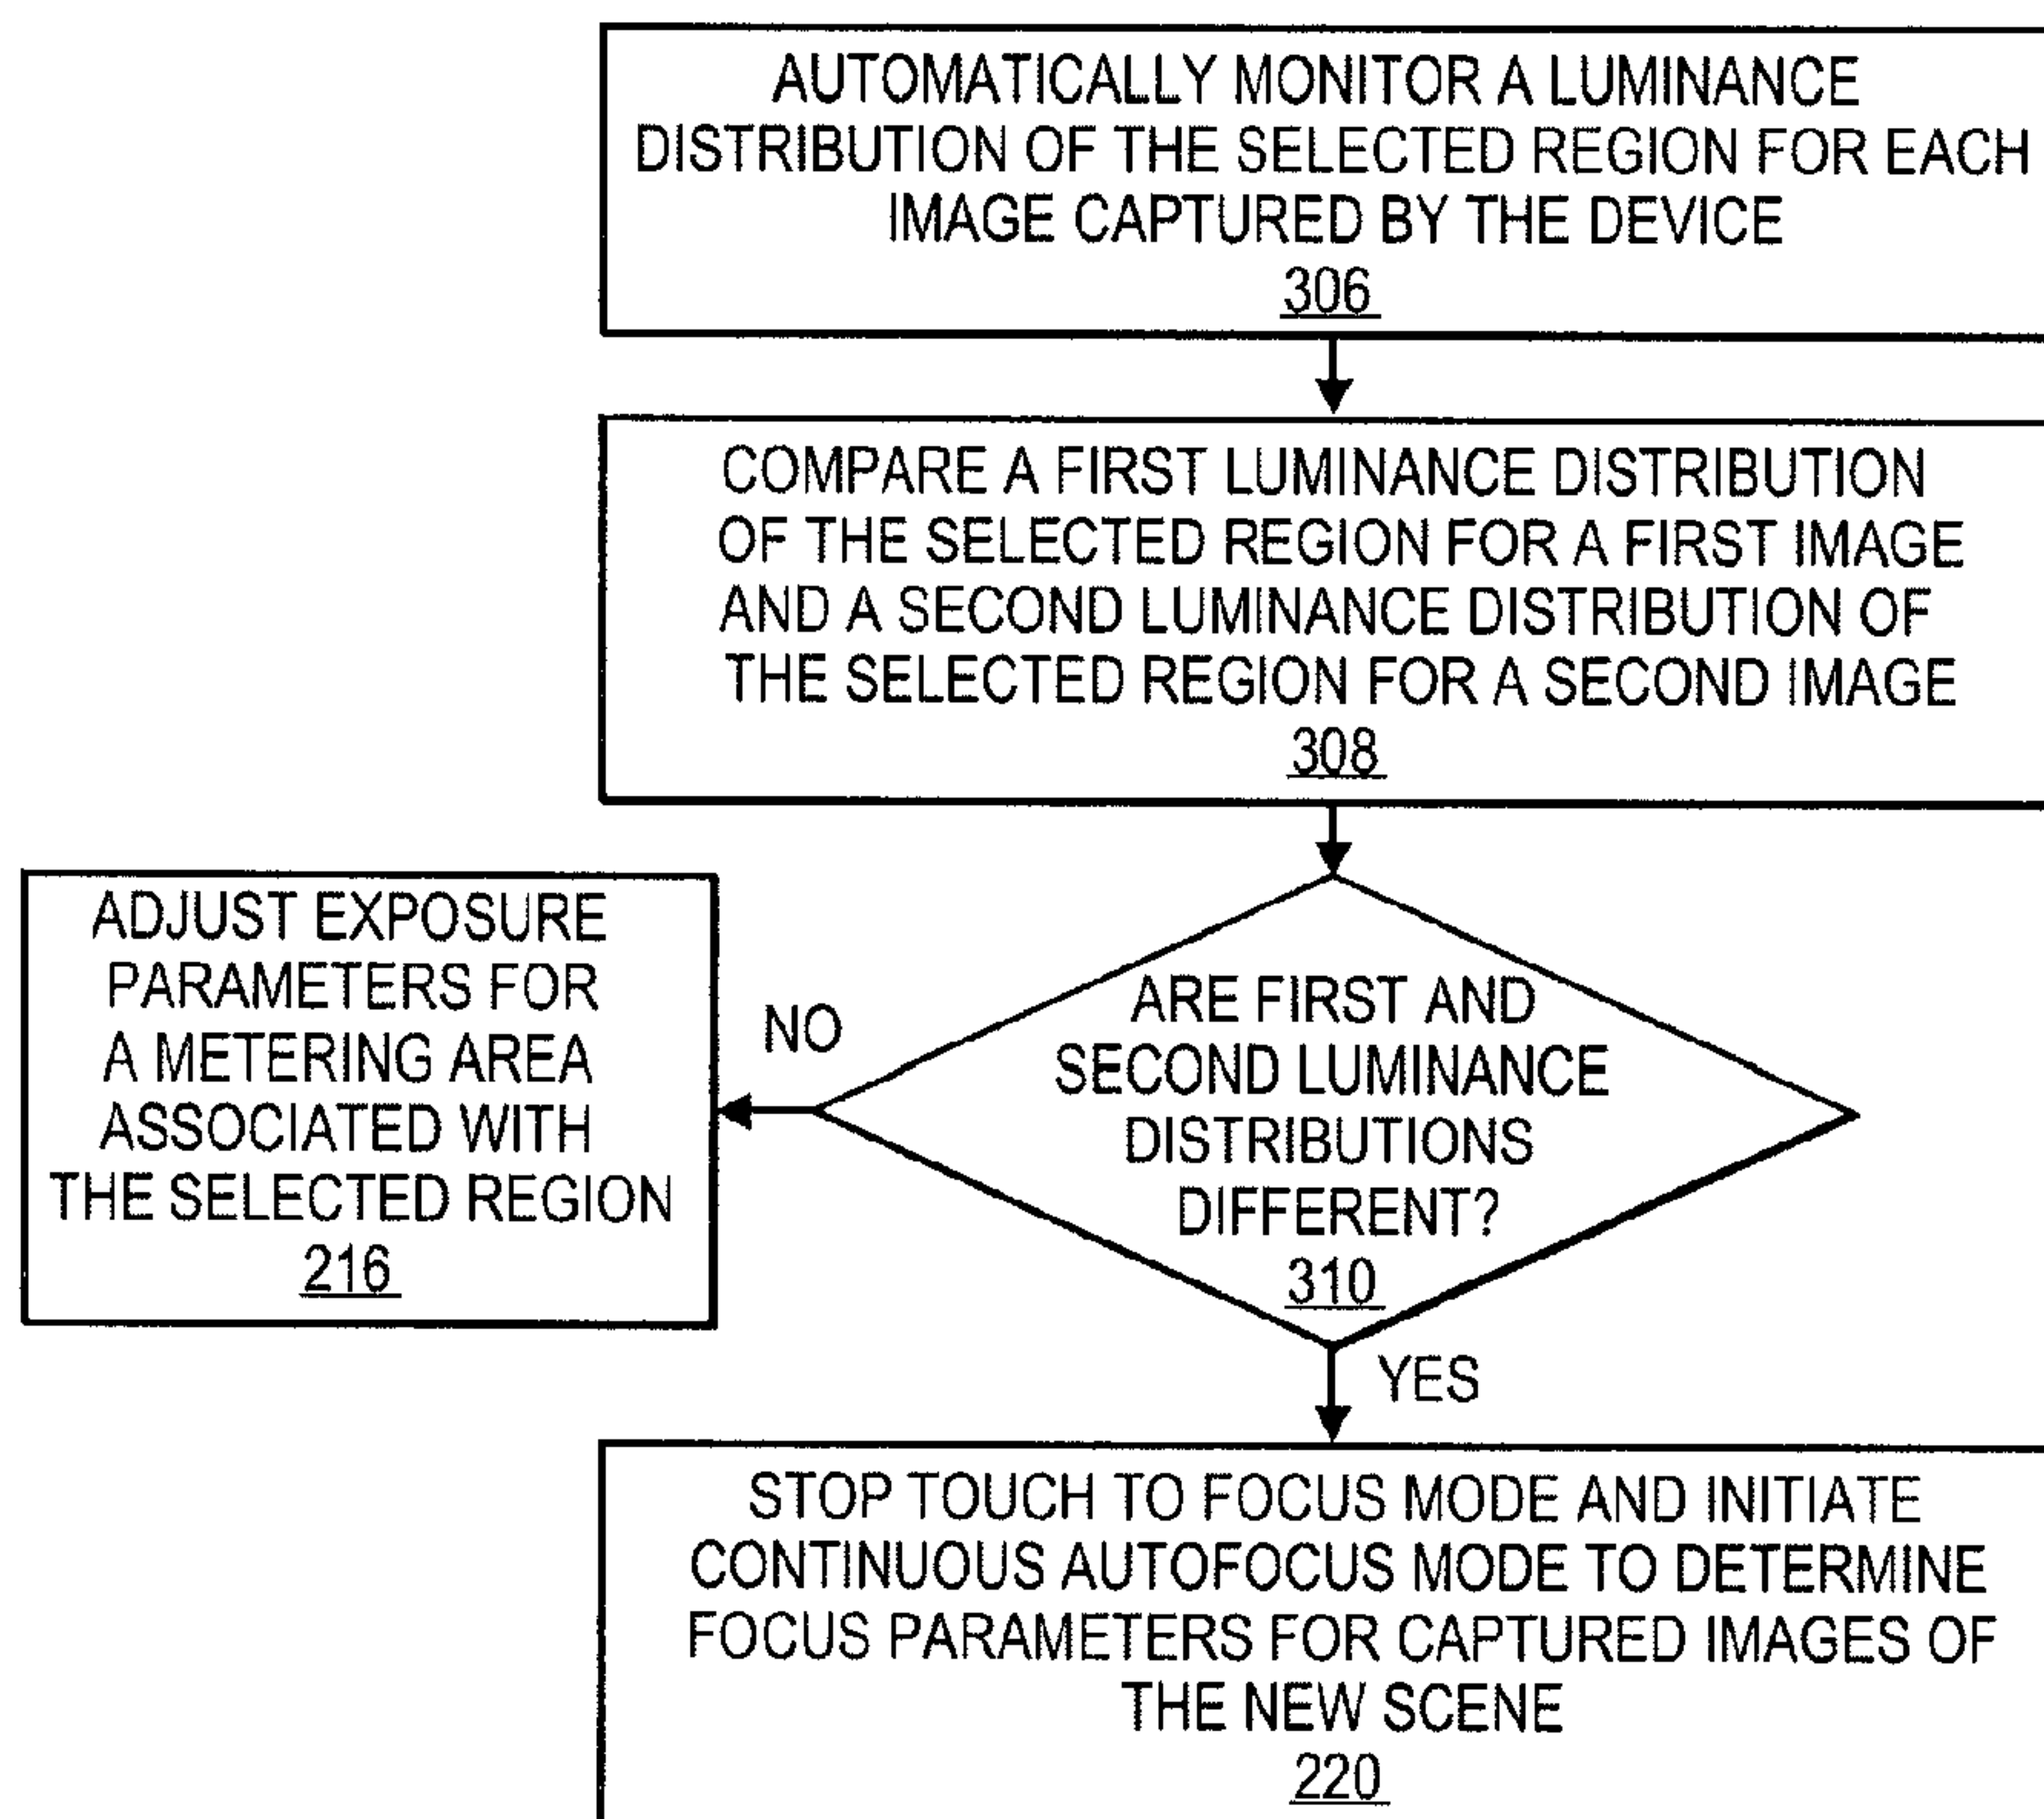 AUTOMATICALLY MONITOR A LUMINANCE
DISTRIBUTION OF THE SELECTED REGION FOR EACH
IMAGE CAPTURED BY THE DEVICE
306
COMPARE A FIRST LUMINANCE DISTRIBUTION
OF THE SELECTED REGION FOR A FIRST IMAGE
AND A SECOND LUMINANCE DISTRIBUTION OF
THE SELECTED REGION FOR A SECOND IMAGE
308
ADJUST EXPOSURE
PARAMETERS FOR
A METERING AREA
ASSOCIATED WITH
THE SELECTED REGION
216
NO
ARE FIRST AND
SECOND LUMINANCE
DISTRIBUTIONS
DIFFERENT?
310
YES
STOP TOUCH TO FOCUS MODE AND INITIATE
CONTINUOUS AUTOFOCUS MODE TO DETERMINE
FOCUS PARAMETERS FOR CAPTURED IMAGES OF
THE NEW SCENE
220